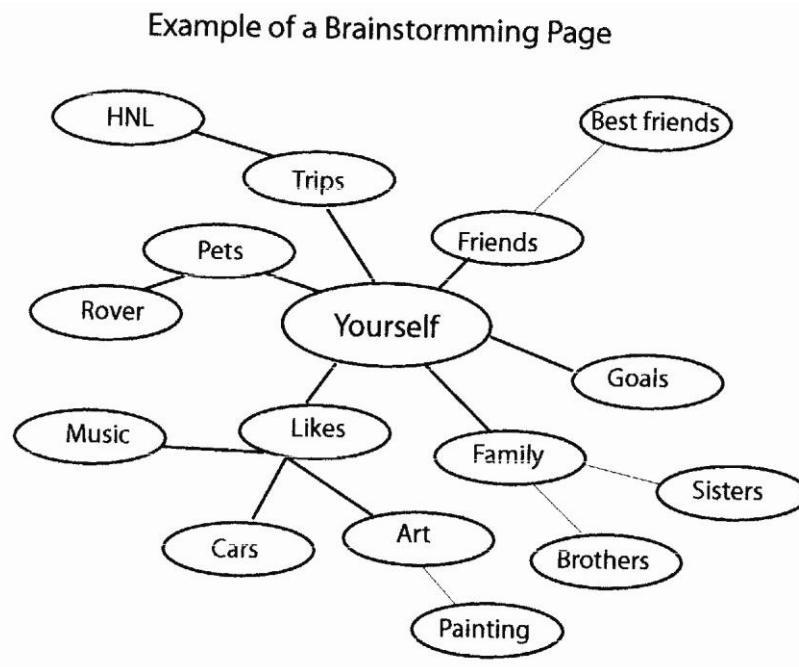 Example of a Brainstormming Page
HNL
Best friends
Trips
Friends
Pets
Rover
Yourself
Goals
Likes
Music
Family
Sisters
Art
Cars
Brothers
Painting